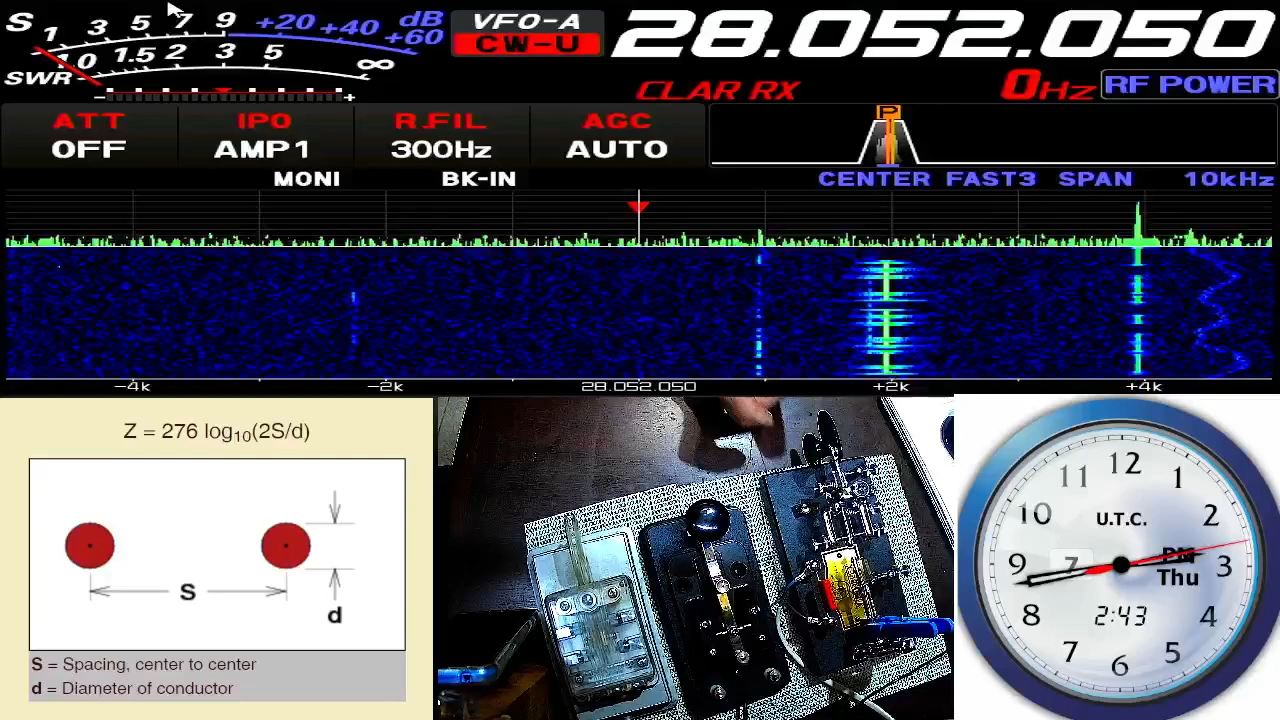 S 1 3 5 7 9 +20 +40 +60 dB
SWR 1.0 1.5 2 3 5 ∞
− +
VFO-A
CW-U
28.052.050
CLAR RX 0Hz RF POWER
ATT IPO R.FIL AGC
OFF AMP1 300Hz AUTO
P
MONI BK-IN
CENTER FAST3 SPAN 10kHz
-4k -2k 28.052.050 +2k +4k
Z = 276 log10(2S/d)
S
d
S = Spacing, center to center
d = Diameter of conductor
12
11 1
10 U.T.C. 2
PM
9 7 3
Thu
8 2:43 4
7 5
6